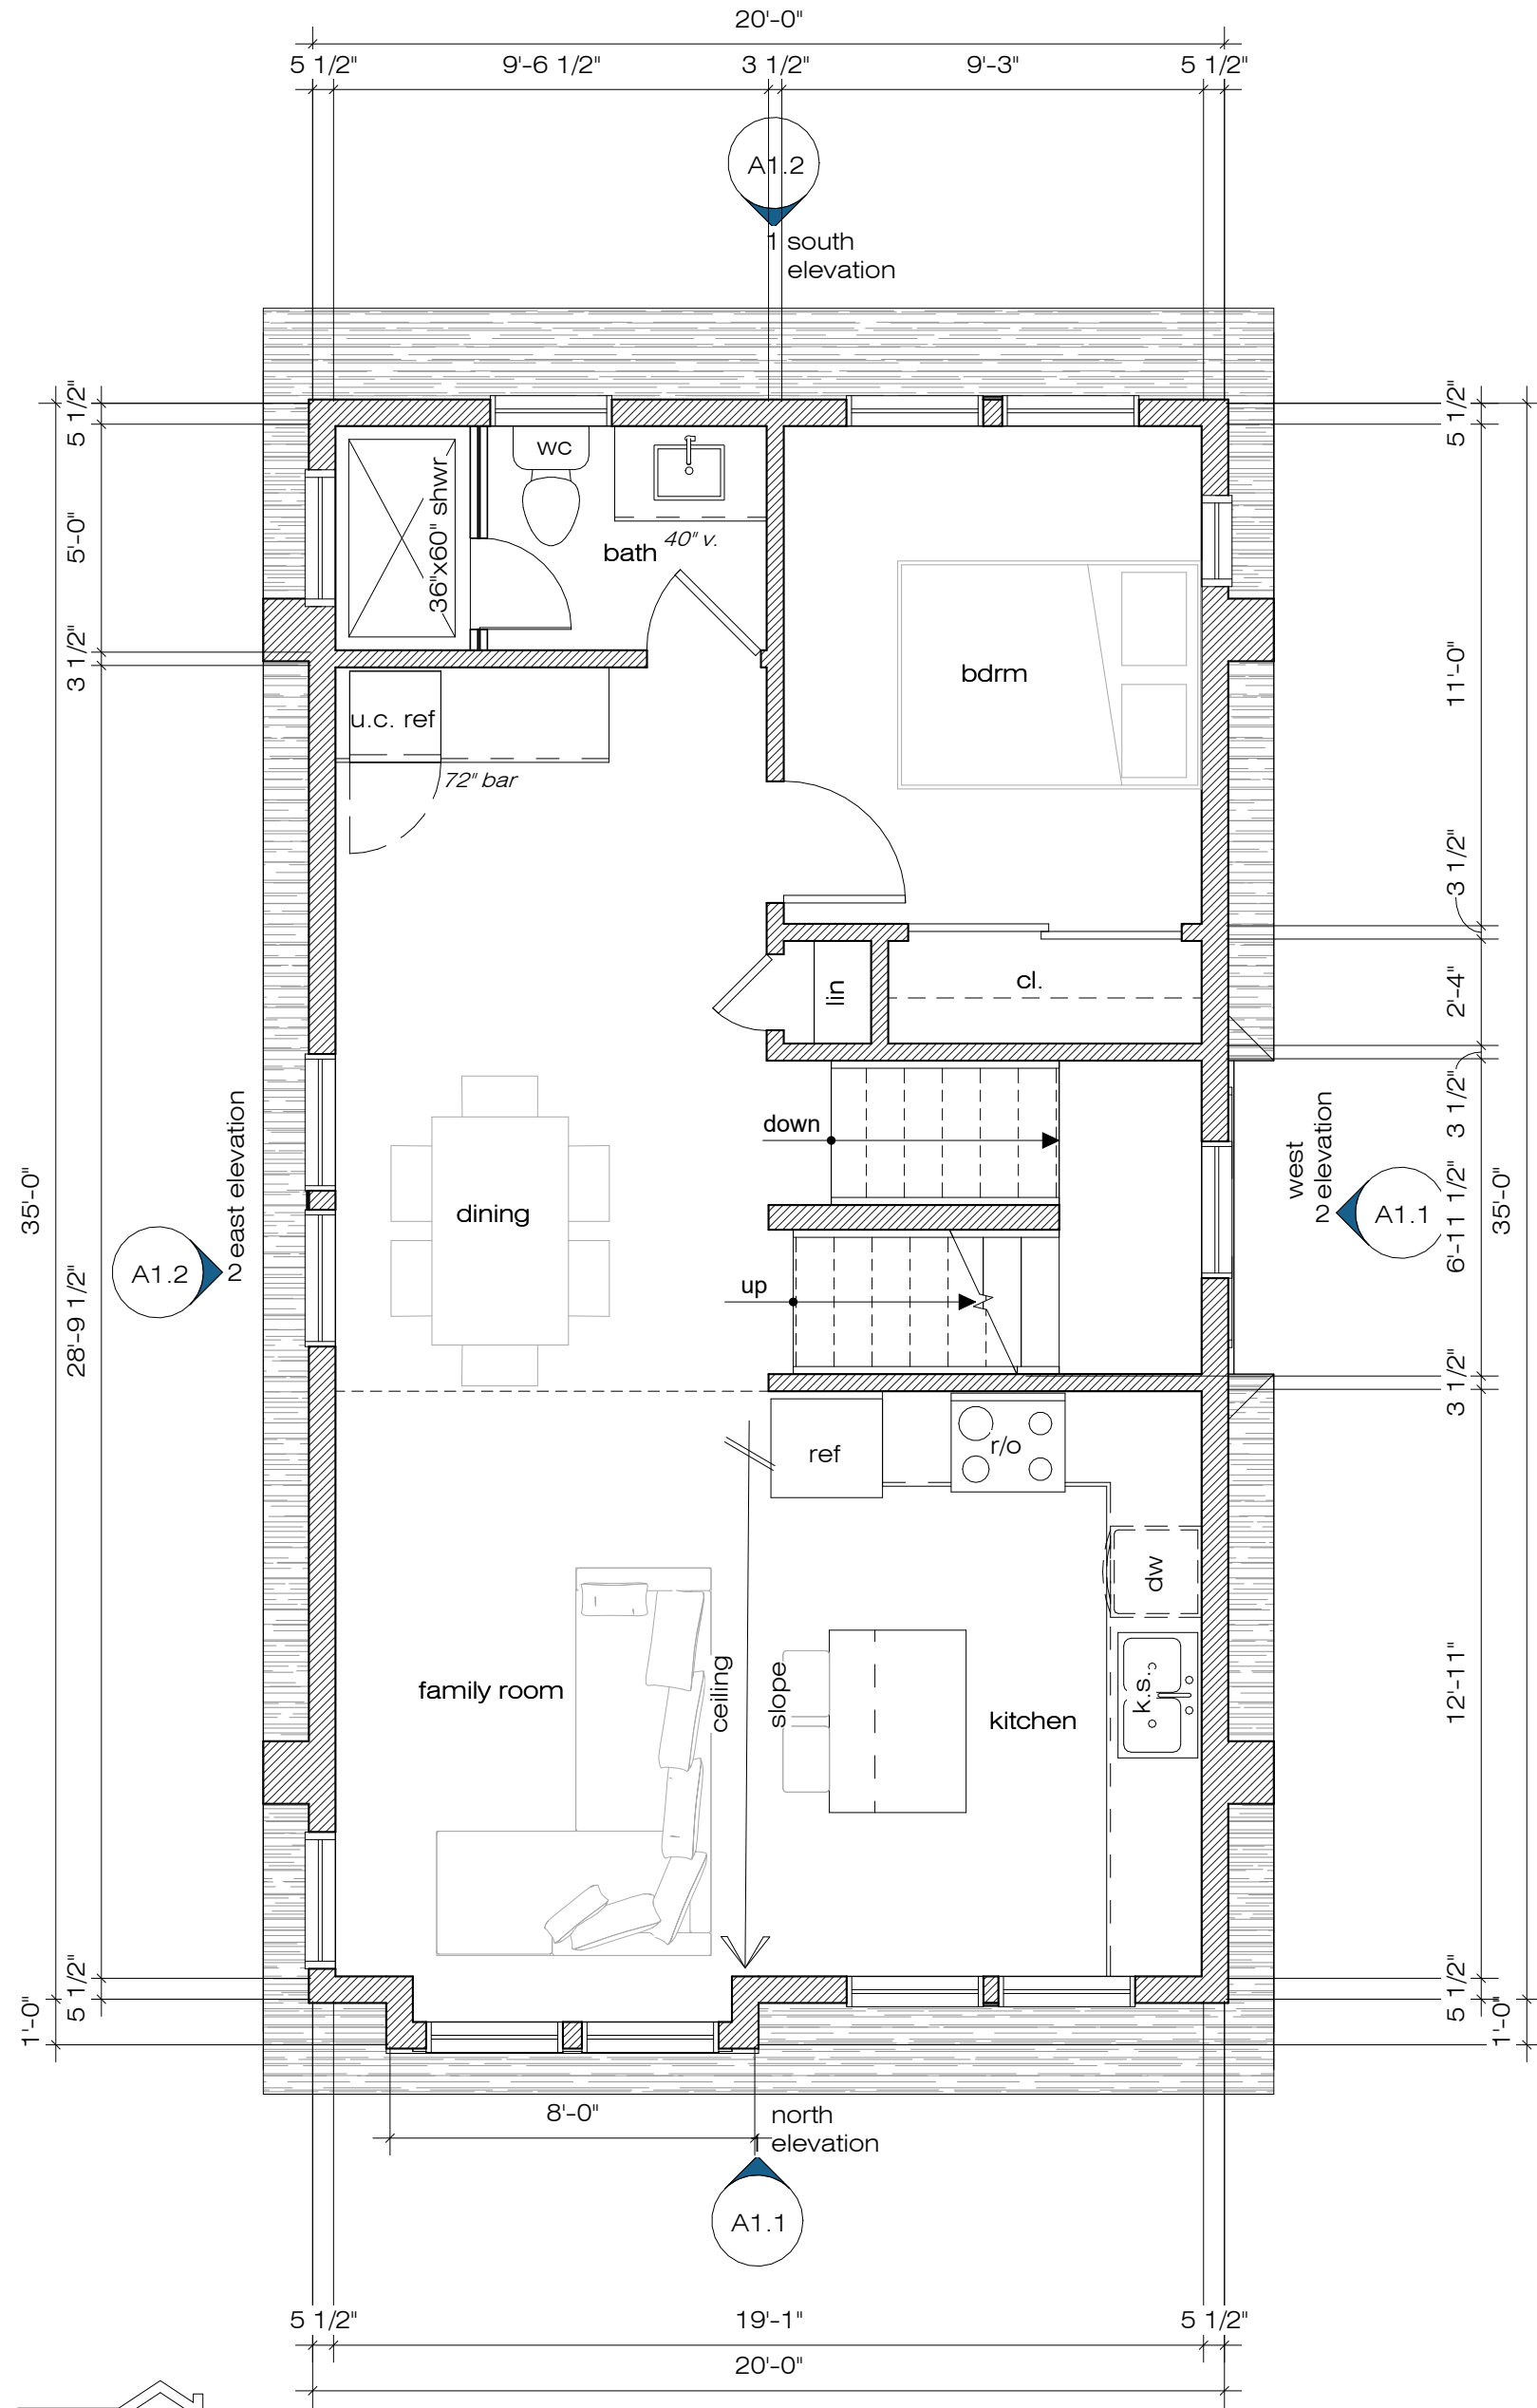 20'-0"
5 1/2"
9'-6 1/2"
3 1/2"
9'-3"
5 1/2"
A1.2
1 south
elevation
5 1/2"
5'-0"
3 1/2"
28'-9 1/2"
5 1/2"
35'-0"
1'-0"
A1.2
2
east elevation
wc
36"x60" shwr
bath
40" v.
u.c. ref
72" bar
bdrm
lin
cl.
down
up
dining
ref
r/o
dw
k.s.
family room
ceiling
slope
kitchen
5 1/2"
11'-0"
3 1/2"
2'-4"
3 1/2"
6'-11 1/2"
3 1/2"
12'-11"
5 1/2"
35'-0"
1'-0"
west
elevation
2
A1.1
8'-0"
north
1 elevation
A1.1
5 1/2"
19'-1"
5 1/2"
20'-0"